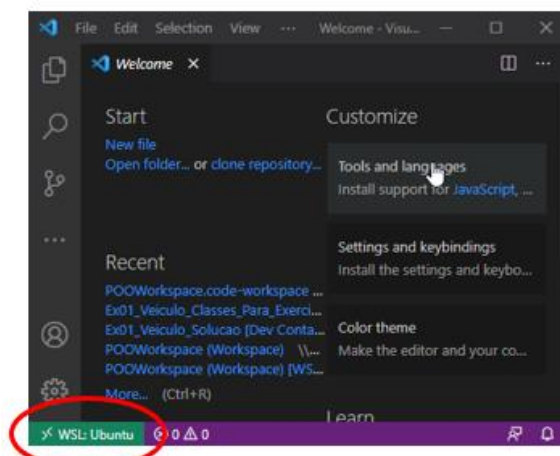 File Edit Selection View ··· Welcome - Visu...
Welcome
Start
New file
Open folder... or clone repository...
Recent
POOWorkspace.code-workspace ...
Ex01_Veiculo_Classes_Para_Exerci...
Ex01_Veiculo_Solucao [Dev Conta...
POOWorkspace (Workspace) \\...
POOWorkspace (Workspace) [WS...
More... (Ctrl+R)
Customize
Tools and languages
Install support for JavaScript, ...
Settings and keybindings
Install the settings and keybo...
Color theme
Make the editor and your co...
Learn
WSL: Ubuntu 0 0